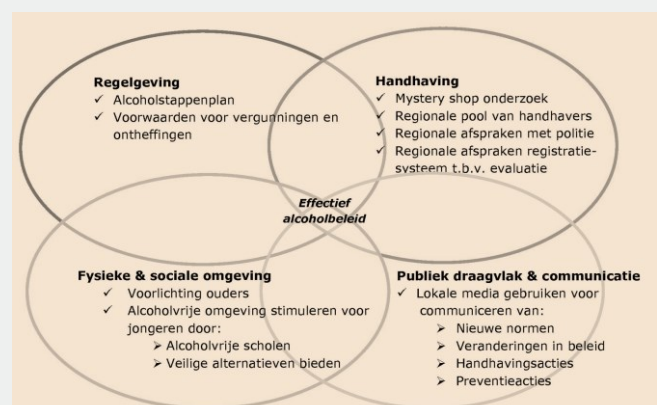 Regelgeving
✓ Alcoholstappenplan
✓ Voorwaarden voor vergunningen en
ontheffingen
Handhaving
✓ Mystery shop onderzoek
✓ Regionale pool van handhavers
✓ Regionale afspraken met politie
✓ Regionale afspraken registratie-
systeem t.b.v. evaluatie
Effectief
alcoholbeleid
Fysieke & sociale omgeving
✓ Voorlichting ouders
✓ Alcoholvrije omgeving stimuleren voor
jongeren door:
➢ Alcoholvrije scholen
➢ Veilige alternatieven bieden
Publiek draagvlak & communicatie
✓ Lokale media gebruiken voor
communiceren van:
➢ Nieuwe normen
➢ Veranderingen in beleid
➢ Handhavingsacties
➢ Preventieacties